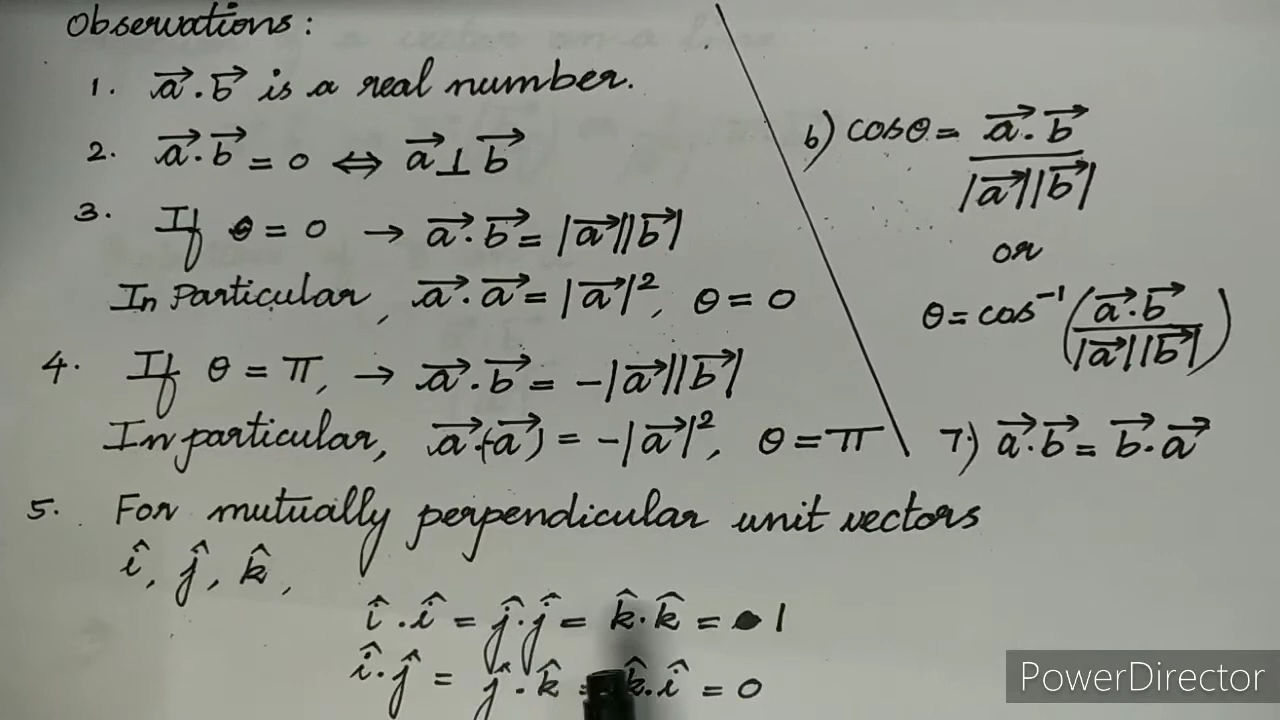 Observations:
1. a⃗.b⃗ is a real number.
2. a⃗.b⃗ = 0 ⇔ a⃗⊥b⃗
3. If θ = 0 → a⃗.b⃗ = |a⃗||b⃗|
In Particular, a⃗.a⃗ = |a⃗|², θ = 0
4. If θ = π, → a⃗.b⃗ = -|a⃗||b⃗|
In particular, a⃗.(a⃗) = -|a⃗|², θ = π
5. For mutually perpendicular unit vectors
î, ĵ, k̂,
î.î = ĵ.ĵ = k̂.k̂ = 1
î.ĵ = ĵ.k̂ = k̂.î = 0
6) cosθ = a⃗.b⃗ / |a⃗||b⃗|
or
θ = cos⁻¹(a⃗.b⃗ / |a⃗||b⃗|)
7) a⃗.b⃗ = b⃗.a⃗
PowerDirector